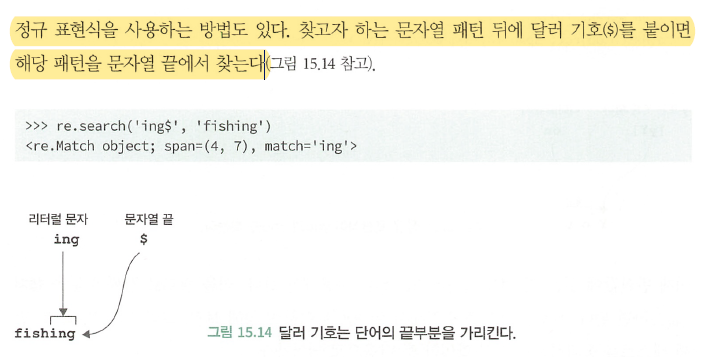 정규 표현식을 사용하는 방법도 있다. 찾고자 하는 문자열 패턴 뒤에 달러 기호($)를 붙이면
해당 패턴을 문자열 끝에서 찾는다(그림 15.14 참고).
>>> re.search('ing$', 'fishing')
<re.Match object; span=(4, 7), match='ing'>
리터럴 문자 문자열 끝
ing $
fishing
그림 15.14 달러 기호는 단어의 끝부분을 가리킨다.